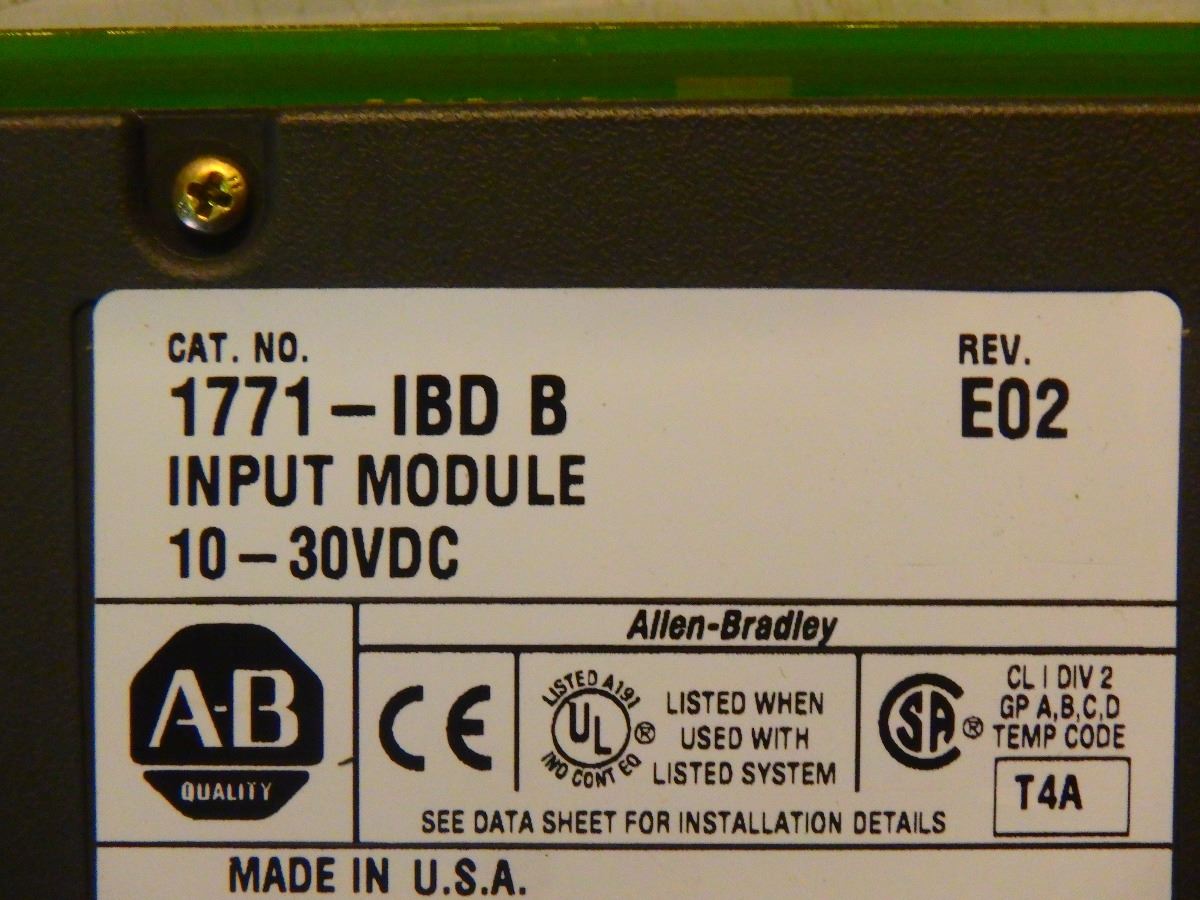 CAT. NO.
REV.
1771-IBD B
E02
INPUT MODULE
10-30VDC
Allen-Bradley
A-B
QUALITY
CE
LISTED A191
UL
®
IND CONT EQ
LISTED WHEN
USED WITH
LISTED SYSTEM
SA
®
CL I DIV 2
GP A,B,C,D
TEMP CODE
T4A
SEE DATA SHEET FOR INSTALLATION DETAILS
MADE IN U.S.A.